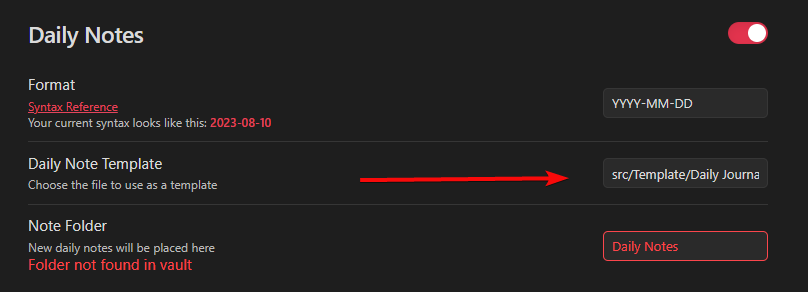 Daily Notes
Format
Syntax Reference
Your current syntax looks like this: 2023-08-10
YYYY-MM-DD
Daily Note Template
Choose the file to use as a template
src/Template/Daily Journa
Note Folder
New daily notes will be placed here
Folder not found in vault
Daily Notes